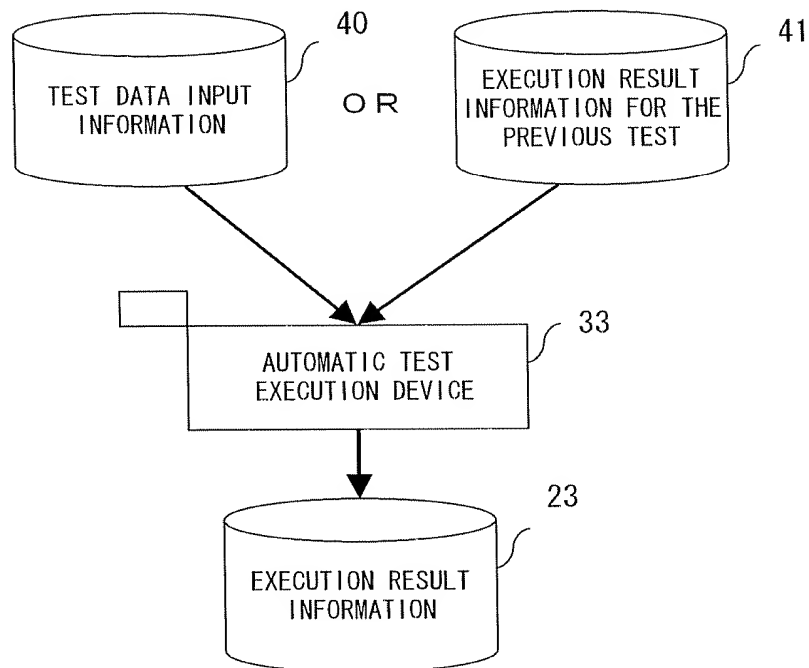 40
41
TEST DATA INPUT
INFORMATION
OR
EXECUTION RESULT
INFORMATION FOR THE
PREVIOUS TEST
33
AUTOMATIC TEST
EXECUTION DEVICE
23
EXECUTION RESULT
INFORMATION